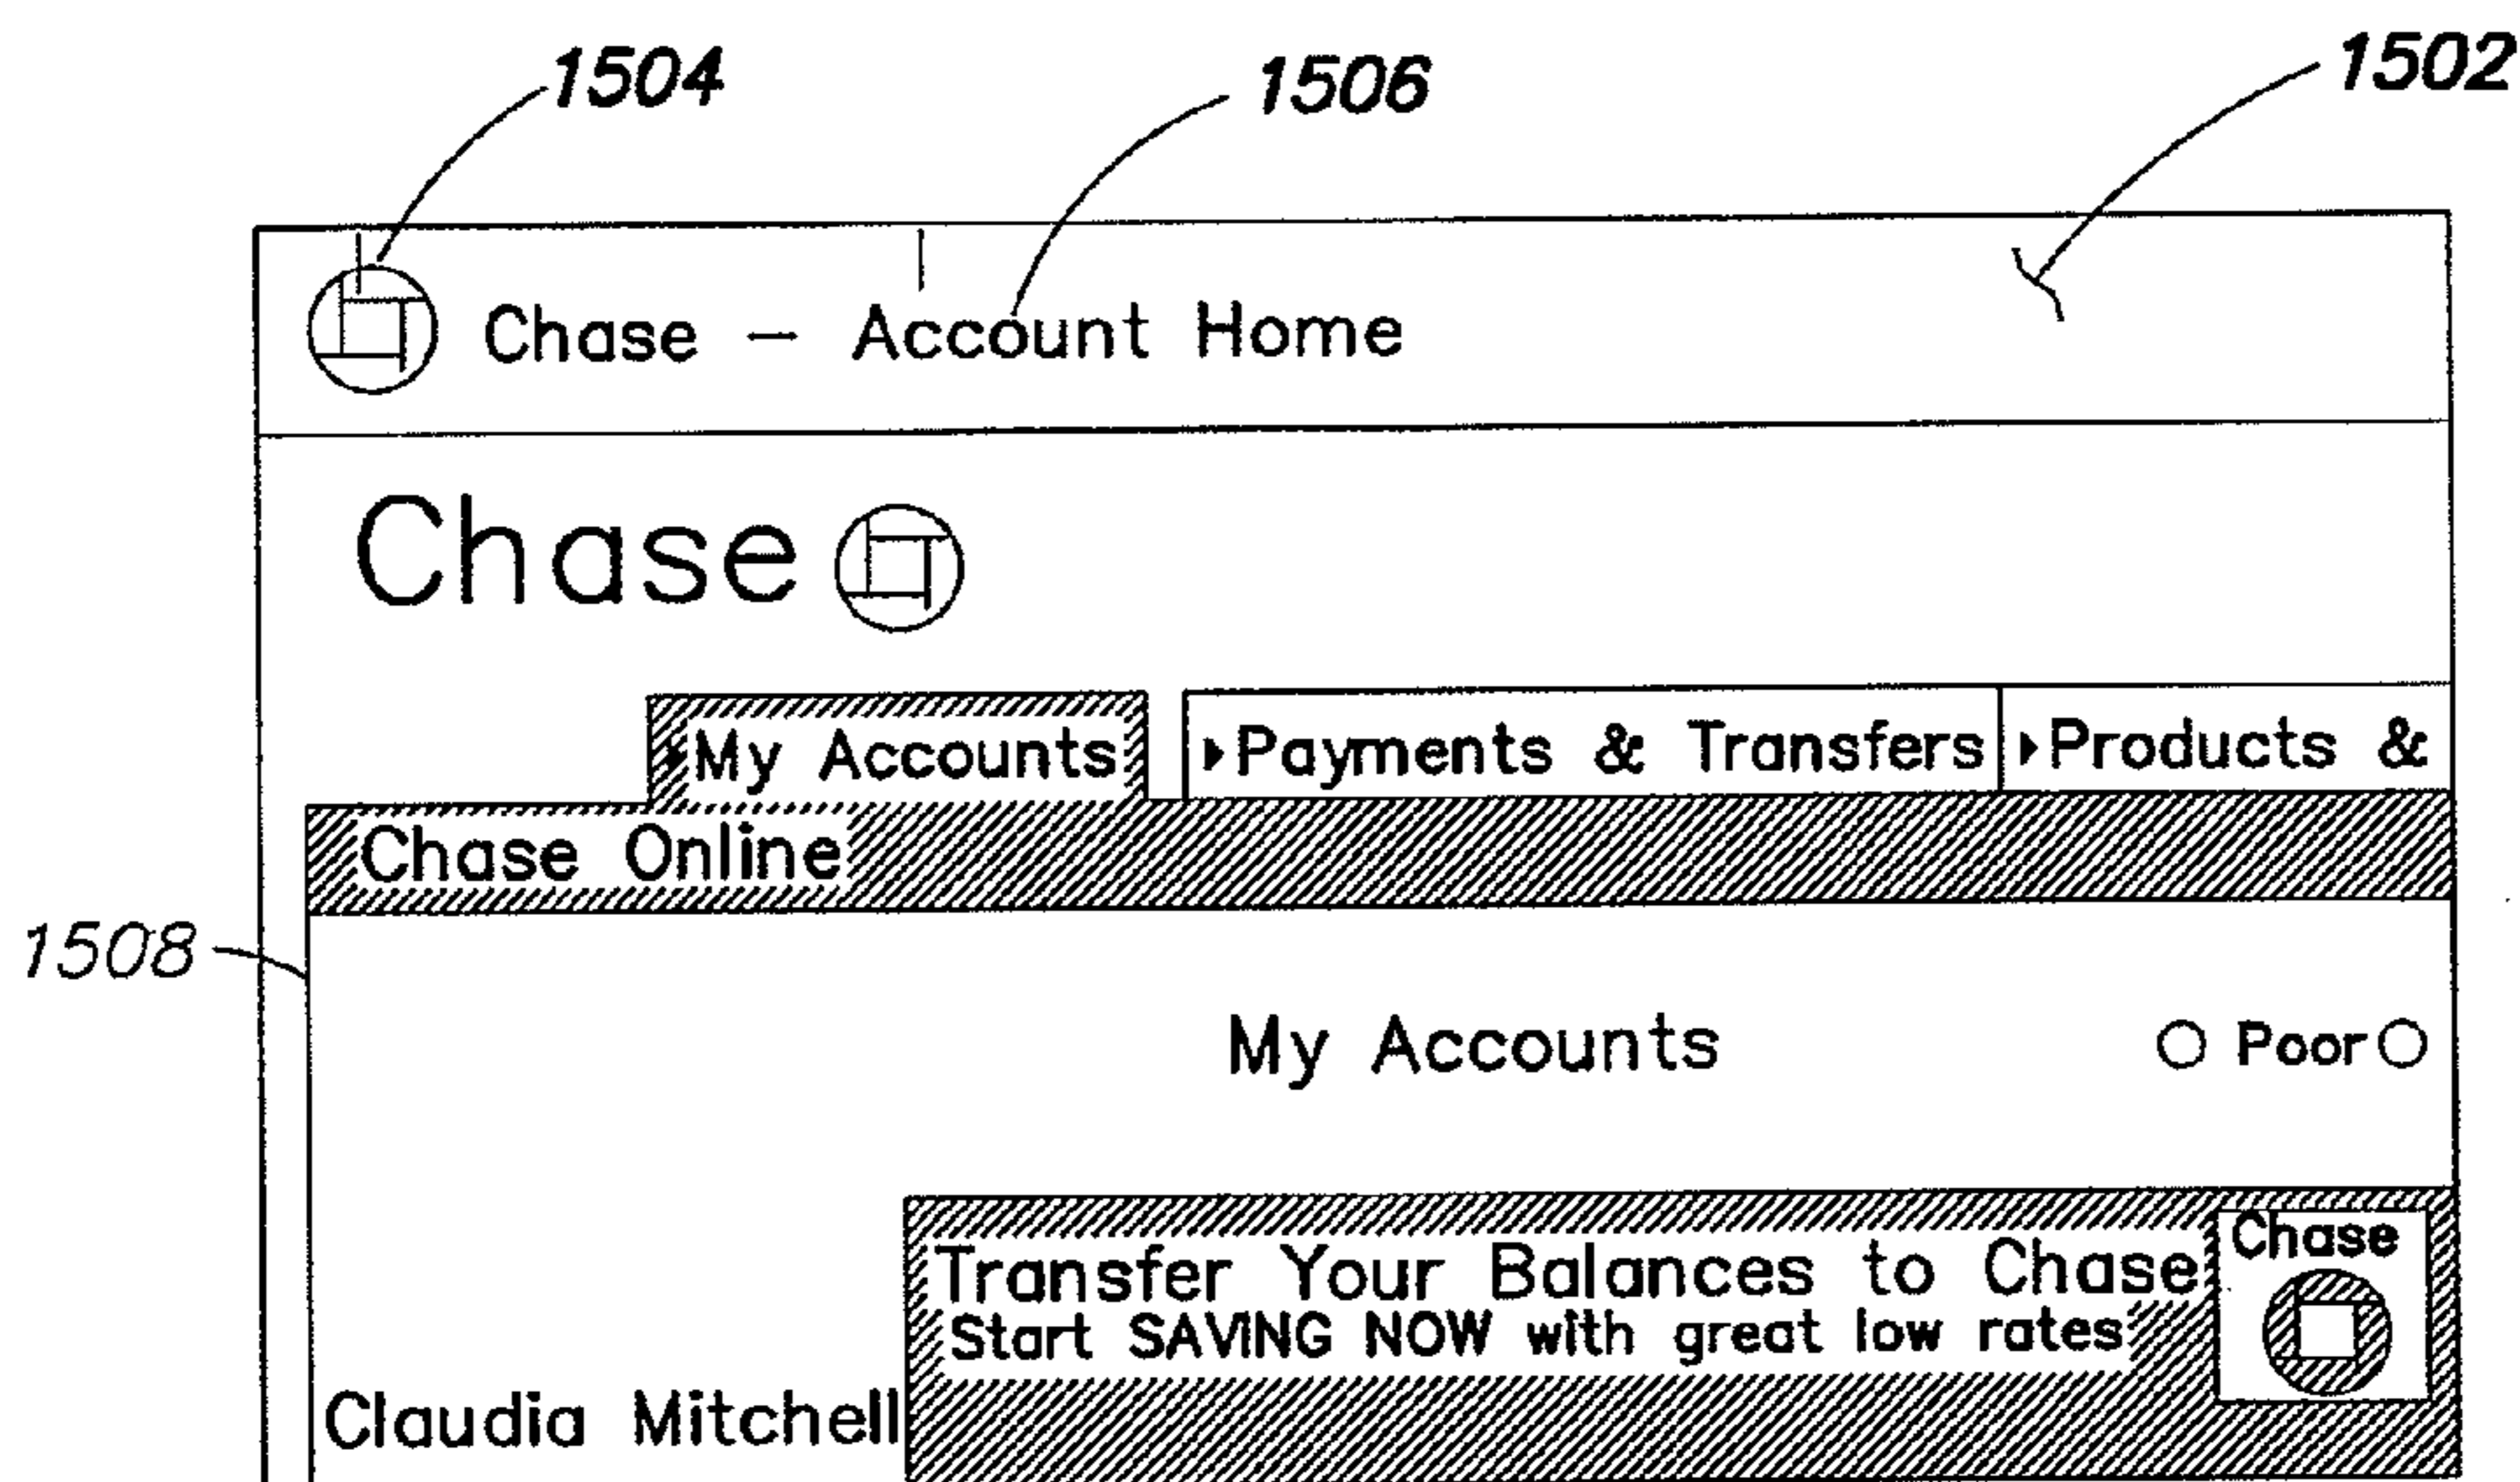 1504 1506 1502
Chase – Account Home
Chase
My Accounts ▸Payments & Transfers ▸Products &
Chase Online
1508
My Accounts Poor
Transfer Your Balances to Chase Chase
Start SAVING NOW with great low rates
Claudia Mitchell